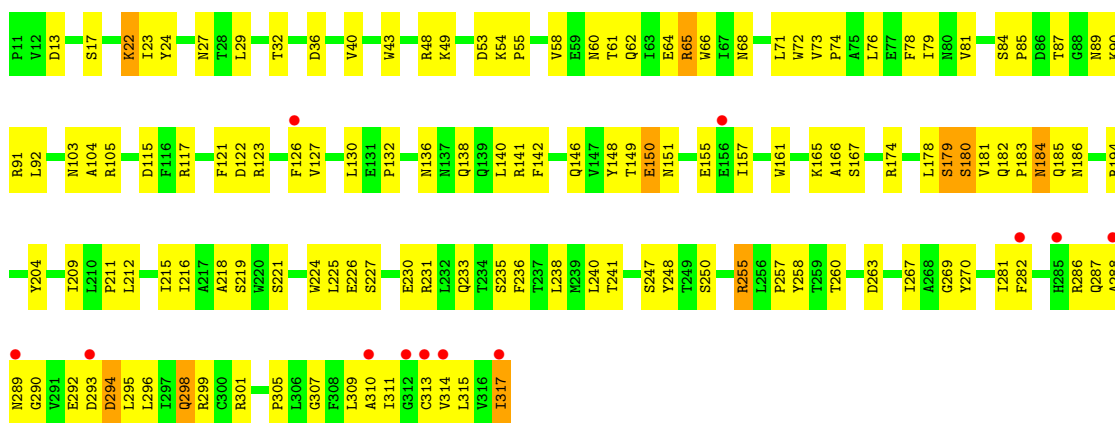 P11 V12 D13 S17 K22 I23 Y24 N27 T28 L29 T32 D36 V40 W43 R48 K49 D53 K54 P55 V58 E59 N60 T61 Q62 I63 E64 R65 W66 I67 N68 L71 W72 V73 P74 A75 L76 E77 F78 I79 N80 V81 S84 P85 D86 T87 G88 N89
R91 L92 N103 A104 R105 D115 F116 R117 F121 D122 R123 F126 V127 L130 E131 P132 N136 N137 Q138 Q139 L140 R141 F142 Q146 V147 Y148 T149 E150 N151 E155 E156 I157 W161 K165 A166 S167 R174 L178 S179 S180 V181 Q182 P183 N184 Q185 N186
Y204 I209 L210 P211 L212 I215 I216 A217 A218 S219 W220 S221 W224 L225 E226 S227 E230 R231 L232 Q233 T234 S235 F236 T237 L238 M239 L240 T241 S247 Y248 T249 S250 R255 L256 P257 Y258 T259 T260 D263 I267 A268 G269 Y270 I281 F282 H285 R286 Q287
N289 G290 V291 E292 D293 D294 L295 L296 I297 Q298 R299 C300 R301 P305 L306 G307 F308 L309 A310 I311 G312 C313 V314 L315 V316 I317